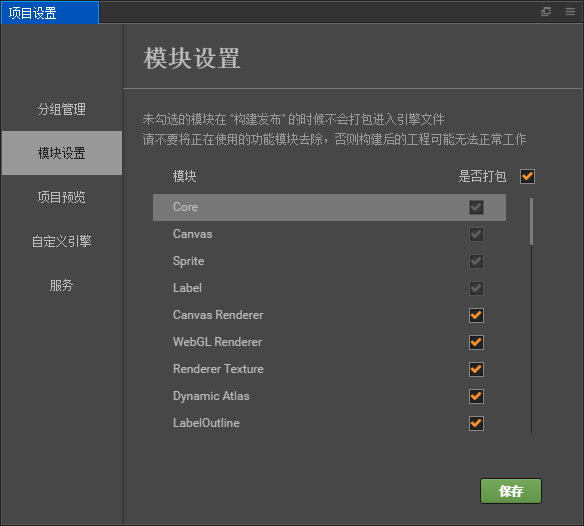 项目设置
模块设置
分组管理
模块设置
项目预览
自定义引擎
服务
未勾选的模块在 "构建发布" 的时候不会打包进入引擎文件
请不要将正在使用的功能模块去除，否则构建后的工程可能无法正常工作
模块 是否打包
Core
Canvas
Sprite
Label
Canvas Renderer
WebGL Renderer
Renderer Texture
Dynamic Atlas
LabelOutline
保存